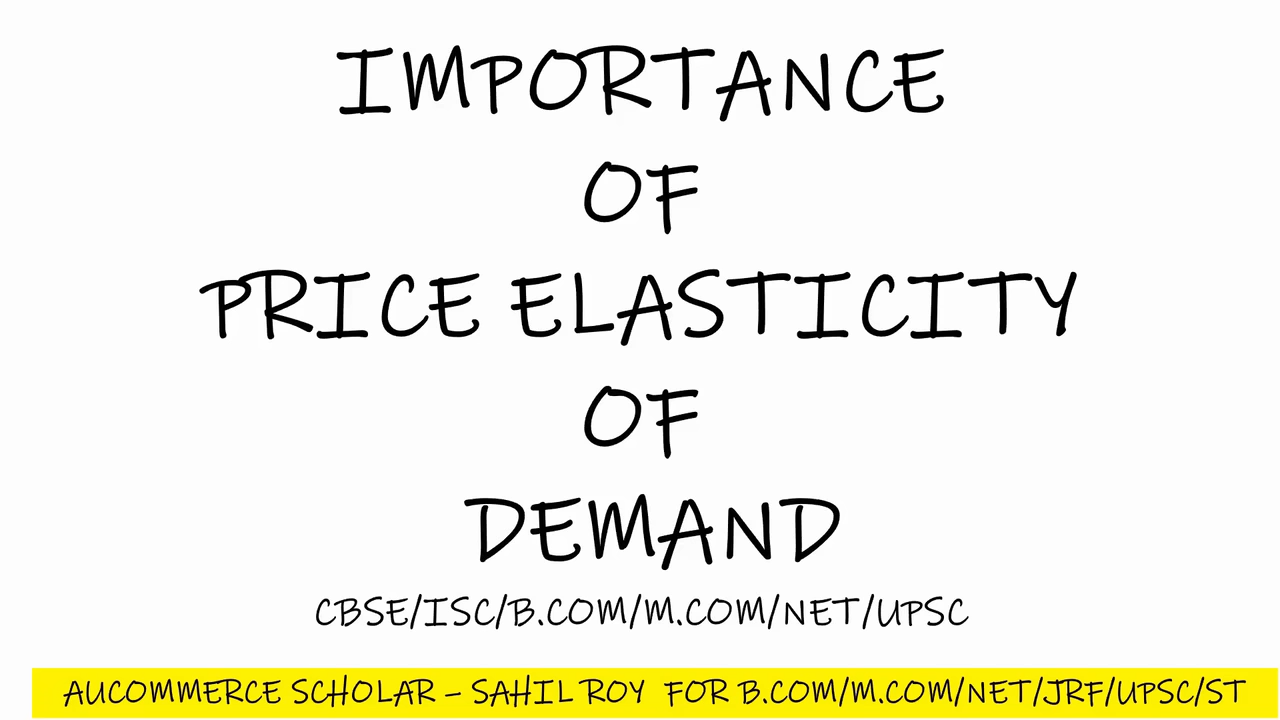 IMPORTANCE
OF
PRICE ELASTICITY
OF
DEMAND
CBSE/ISC/B.COM/M.COM/NET/UPSC
AUCOMMERCE SCHOLAR – SAHIL ROY FOR B.COM/M.COM/NET/JRF/UPSC/ST